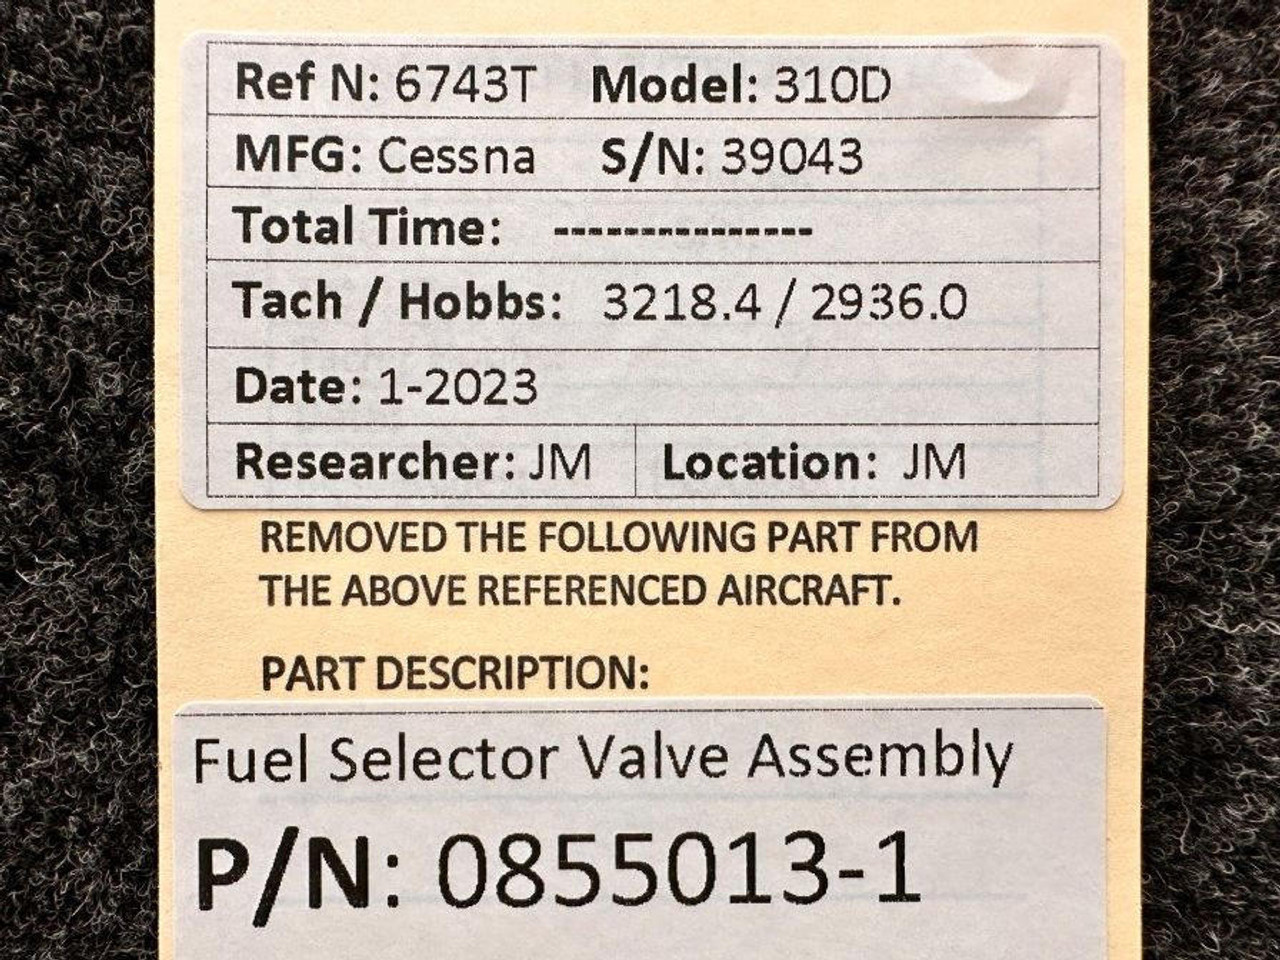 Ref N: 6743T Model: 310D
MFG: Cessna S/N: 39043
Total Time: ---------------
Tach / Hobbs: 3218.4 / 2936.0
Date: 1-2023
Researcher: JM Location: JM
REMOVED THE FOLLOWING PART FROM
THE ABOVE REFERENCED AIRCRAFT.
PART DESCRIPTION:
Fuel Selector Valve Assembly
P/N: 0855013-1